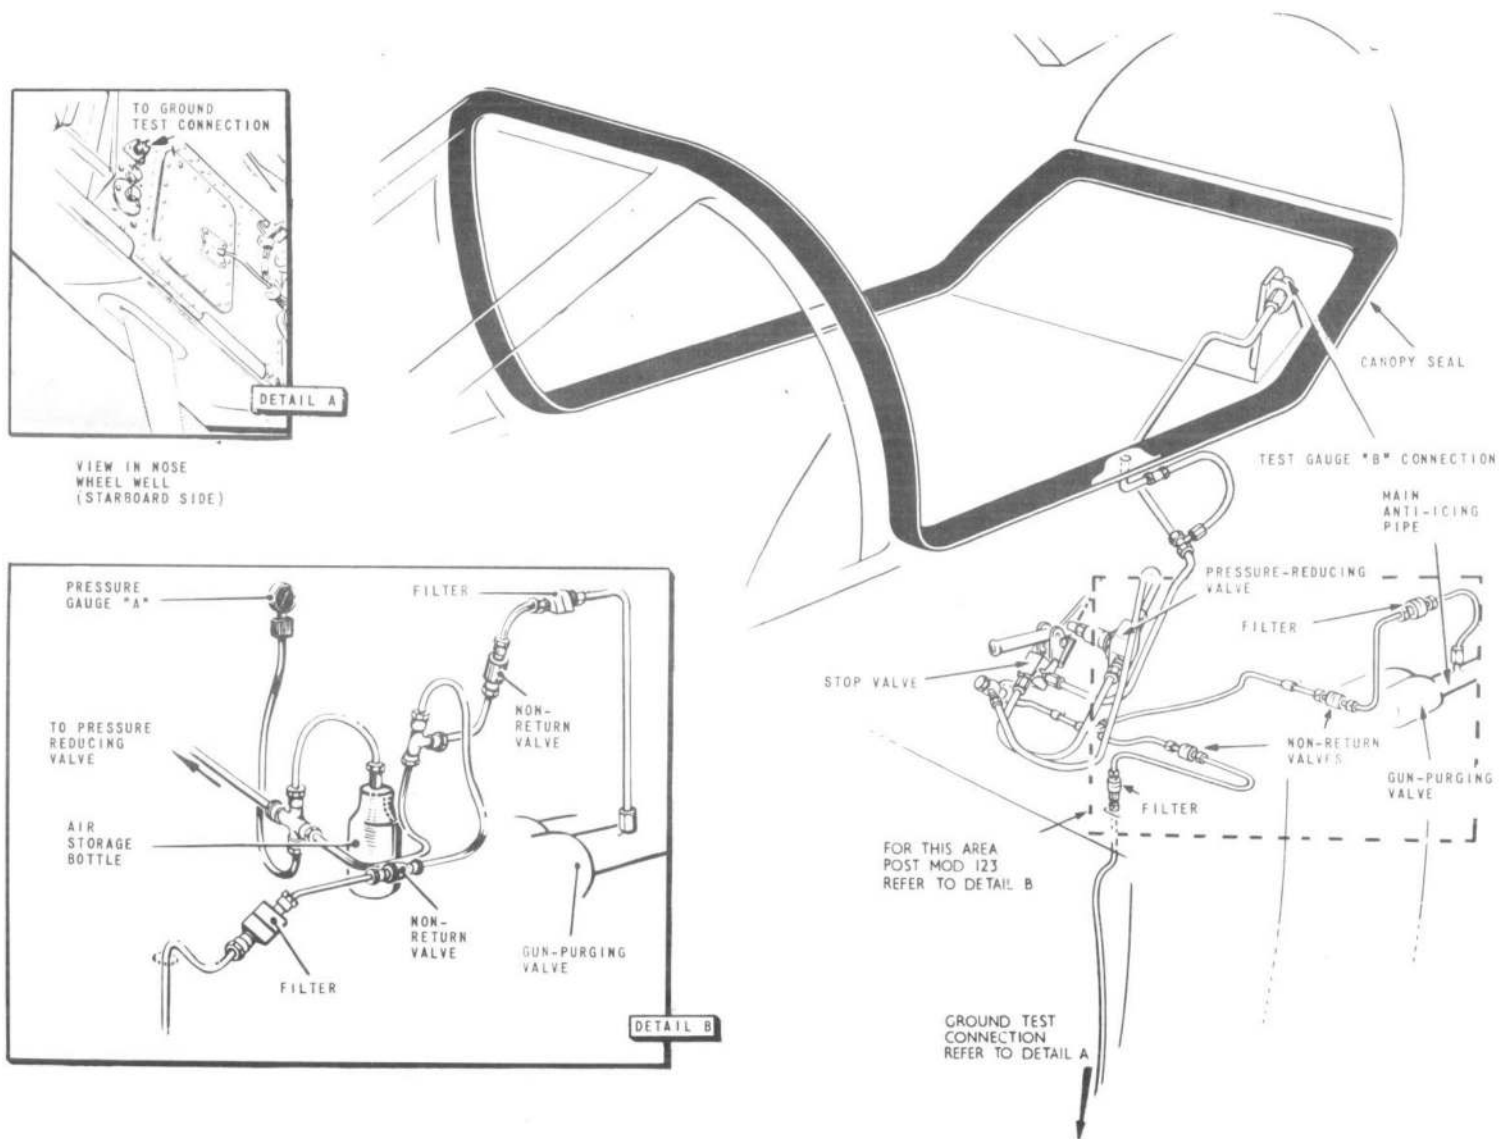 TO GROUND
TEST CONNECTION
DETAIL A
VIEW IN NOSE
WHEEL WELL
(STARBOARD SIDE)
CANOPY SEAL
TEST GAUGE "B" CONNECTION
MAIN
ANTI-ICING
PIPE
PRESSURE-REDUCING
VALVE
FILTER
STOP VALVE
NON-RETURN
VALVES
GUN-PURGING
VALVE
FILTER
FOR THIS AREA
POST MOD 123
REFER TO DETAIL B
GROUND TEST
CONNECTION
REFER TO DETAIL A
PRESSURE
GAUGE "A"
FILTER
NON-
RETURN
VALVE
TO PRESSURE
REDUCING
VALVE
AIR
STORAGE
BOTTLE
NON-
RETURN
VALVE
GUN-PURGING
VALVE
FILTER
DETAIL B